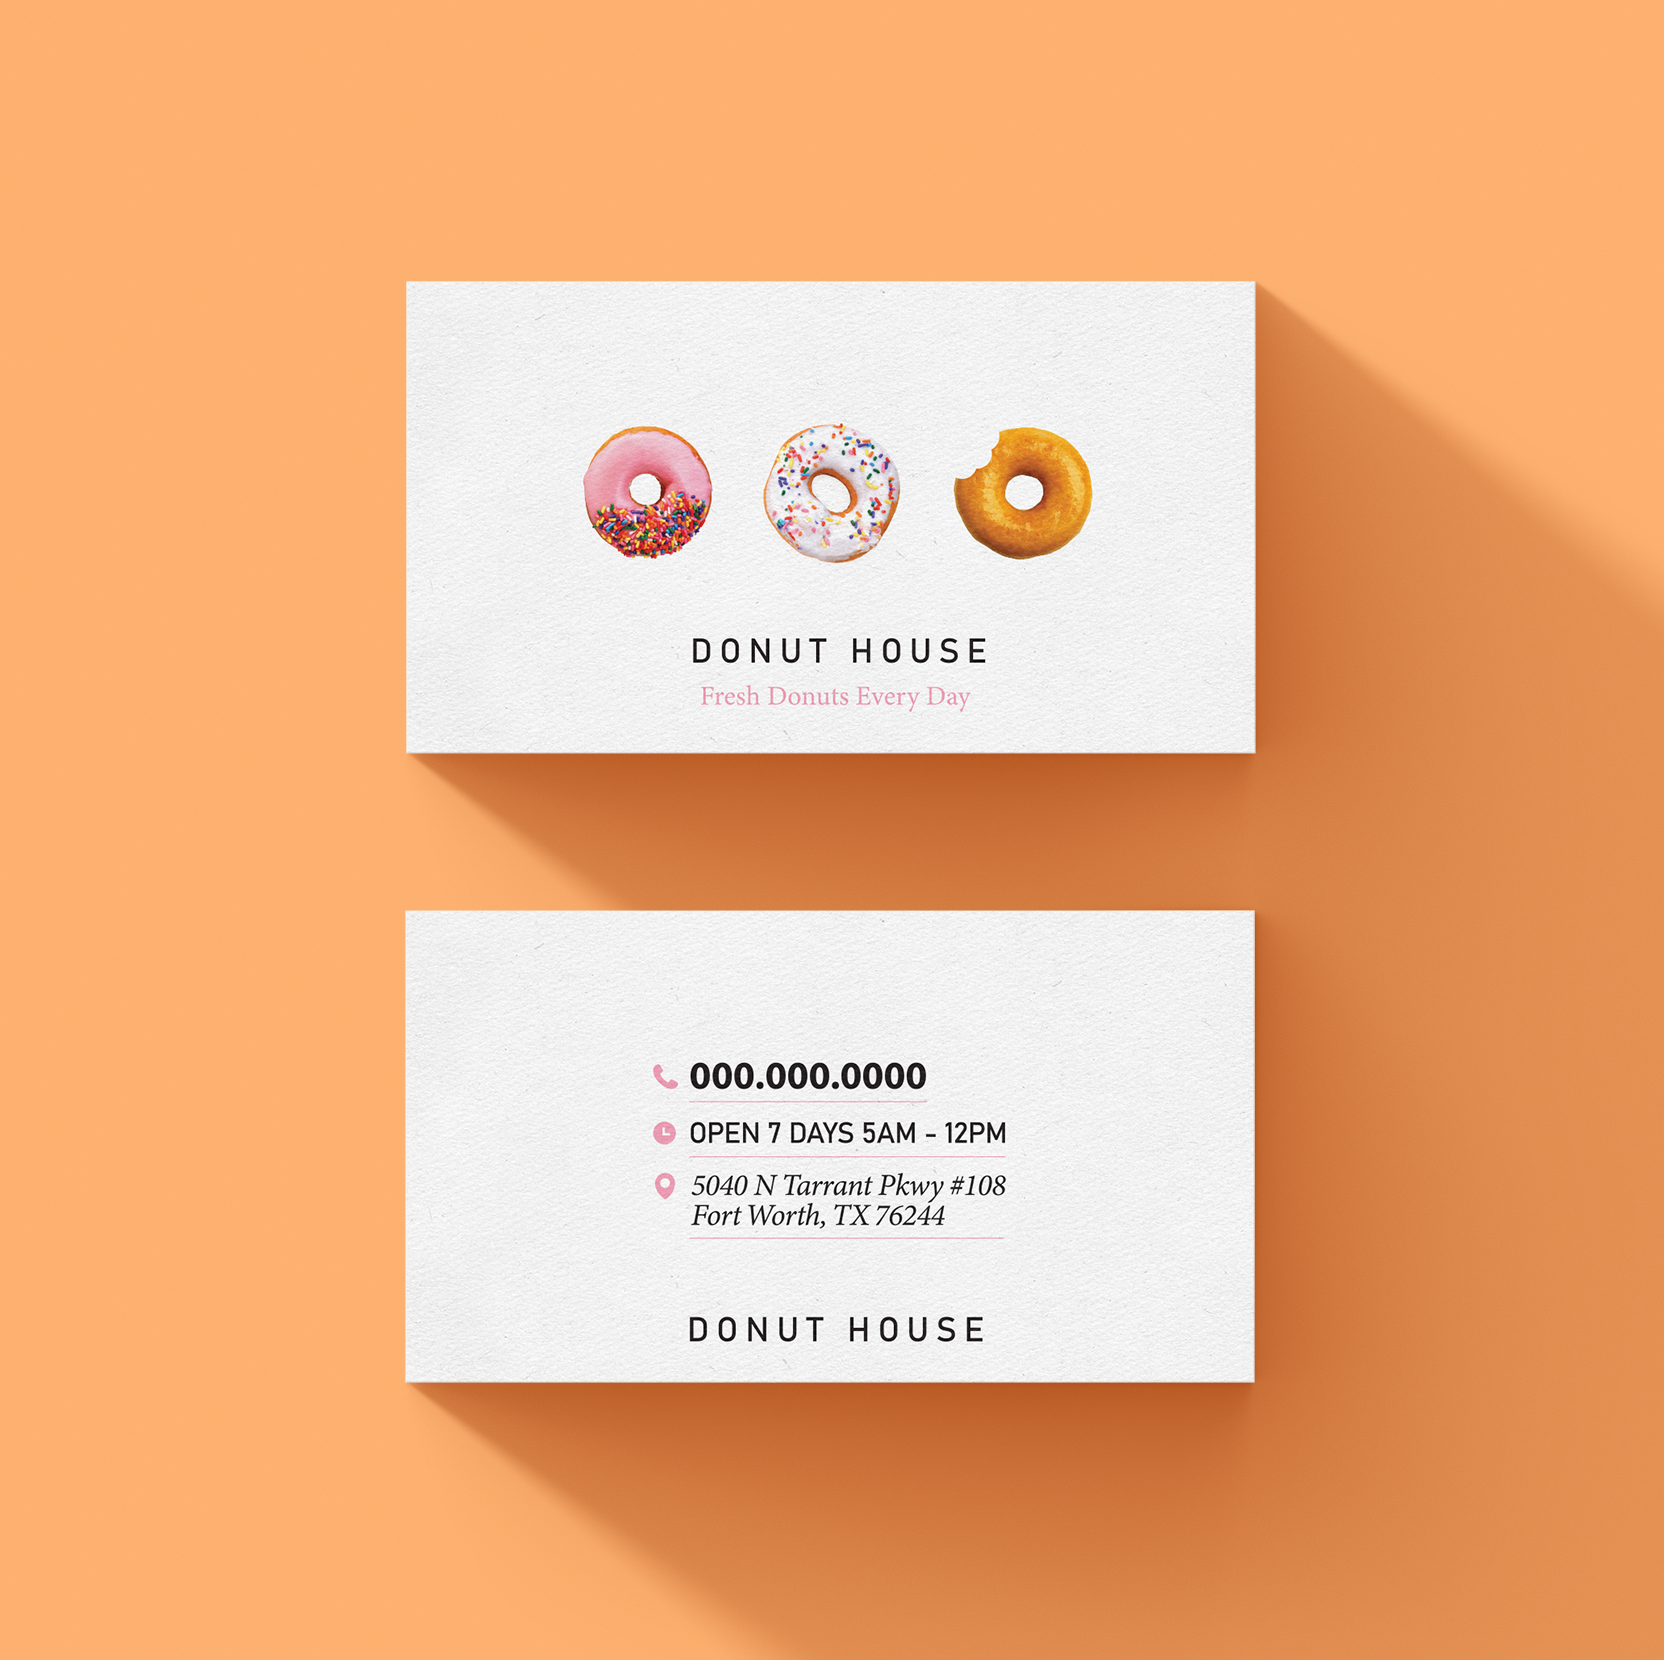 DONUT HOUSE
Fresh Donuts Every Day
000.000.0000
OPEN 7 DAYS 5AM - 12PM
5040 N Tarrant Pkwy #108
Fort Worth, TX 76244
DONUT HOUSE